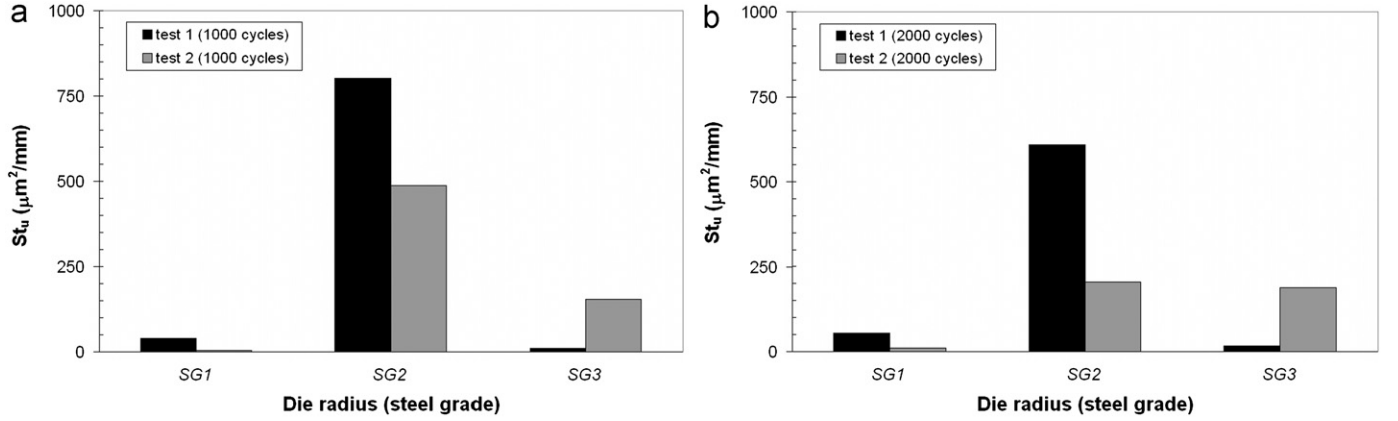 a
1000
750
500
250
0
St_u (μm²/mm)
test 1 (1000 cycles)
test 2 (1000 cycles)
SG1 SG2 SG3
Die radius (steel grade)
b
1000
750
500
250
0
St_u (μm²/mm)
test 1 (2000 cycles)
test 2 (2000 cycles)
SG1 SG2 SG3
Die radius (steel grade)